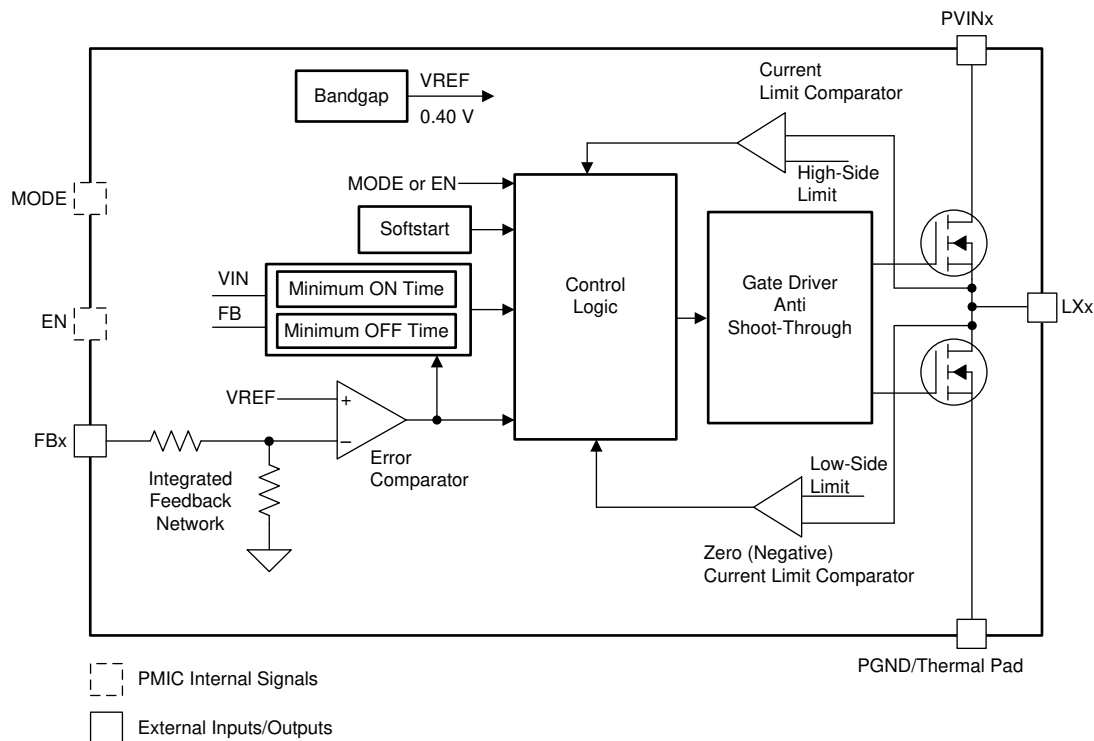 PVINx
Bandgap
VREF
0.40 V
Current
Limit Comparator
High-Side
Limit
MODE
MODE or EN
Softstart
VIN
FB
Minimum ON Time
Minimum OFF Time
Control
Logic
Gate Driver
Anti
Shoot-Through
EN
LXx
VREF
+
−
FBx
Error
Comparator
Integrated
Feedback
Network
Low-Side
Limit
Zero (Negative)
Current Limit Comparator
PGND/Thermal Pad
PMIC Internal Signals
External Inputs/Outputs